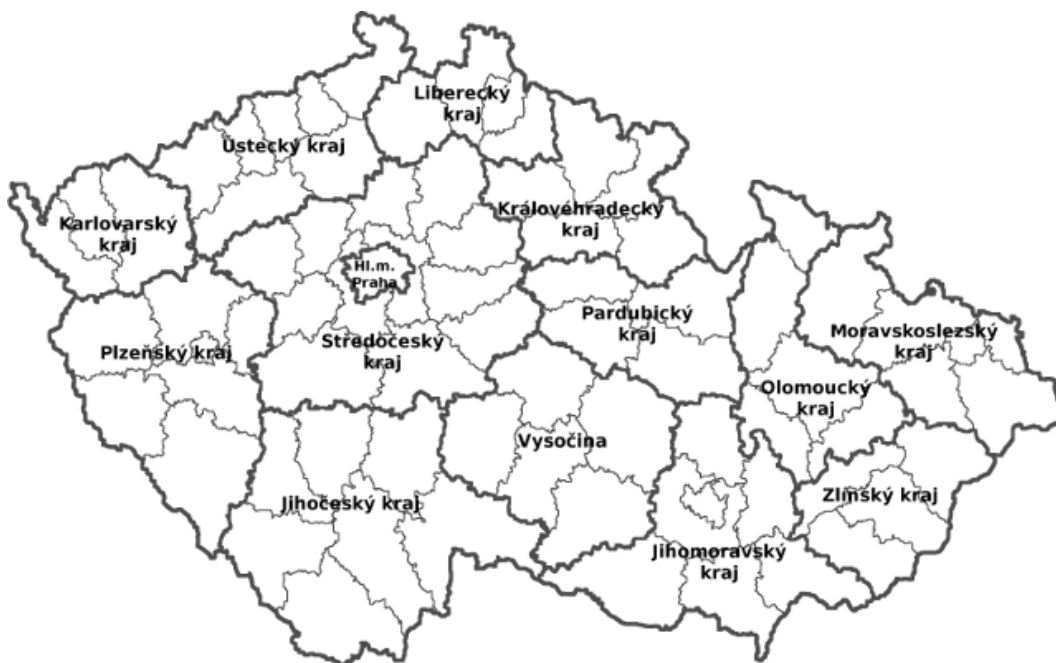 Liberecký
kraj
Ústecký kraj
Karlovarský
kraj
Královéhradecký
kraj
Hl.m.
Praha
Plzeňský kraj
Středočeský
kraj
Pardubický
kraj
Moravskoslezský
kraj
Olomoucký
kraj
Vysočina
Jihočeský kraj
Zlínský kraj
Jihomoravský
kraj